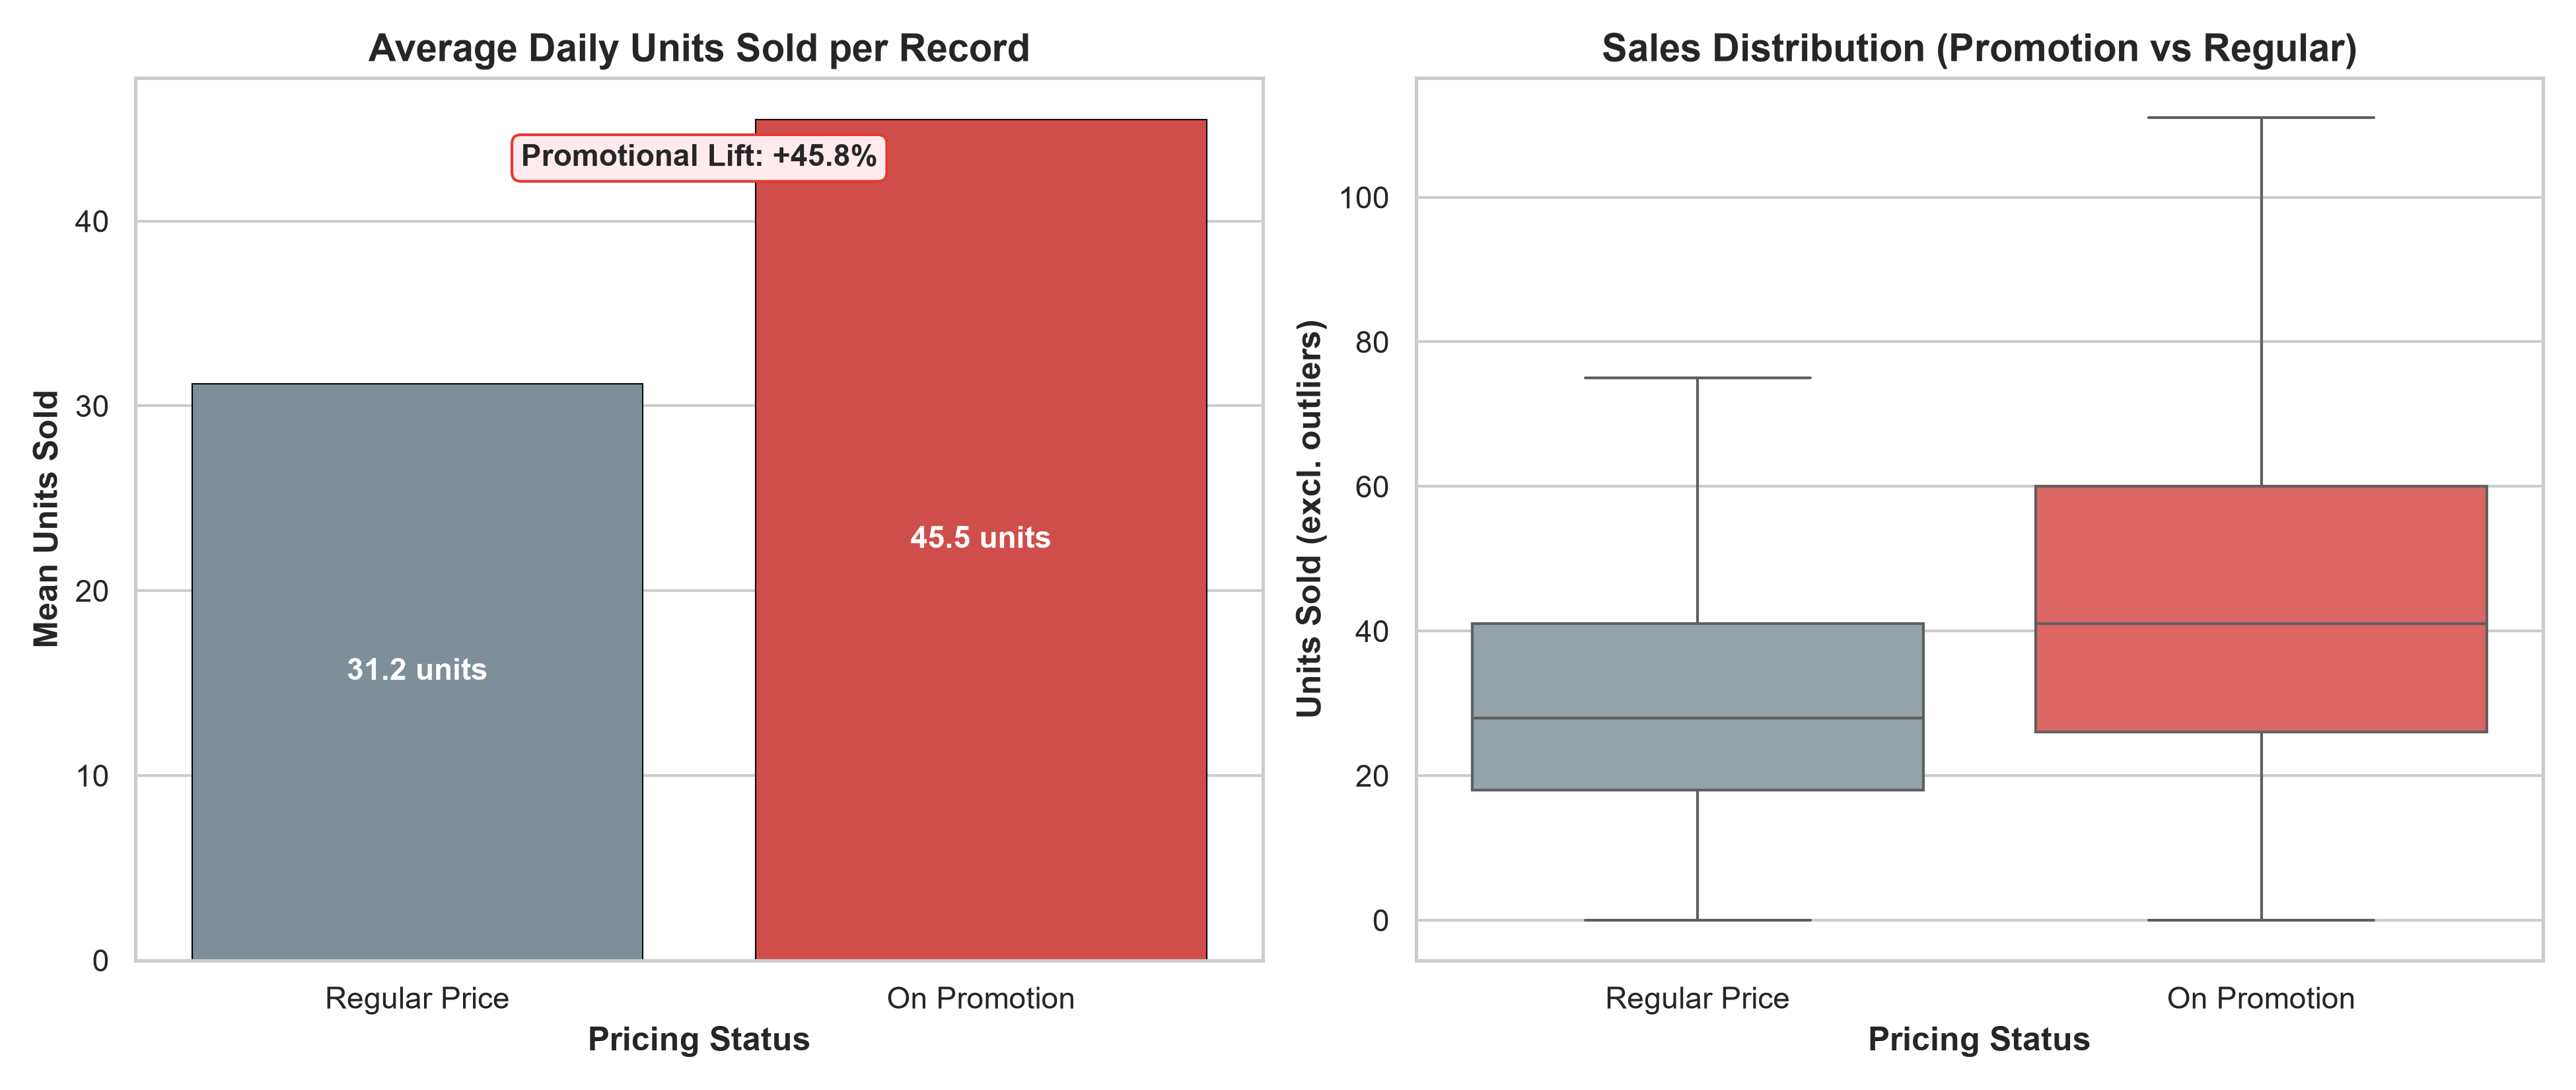 Average Daily Units Sold per Record
Promotional Lift: +45.8%
Mean Units Sold
40
30
20
10
0
31.2 units
45.5 units
Regular Price
On Promotion
Pricing Status
Sales Distribution (Promotion vs Regular)
Units Sold (excl. outliers)
100
80
60
40
20
0
Regular Price
On Promotion
Pricing Status